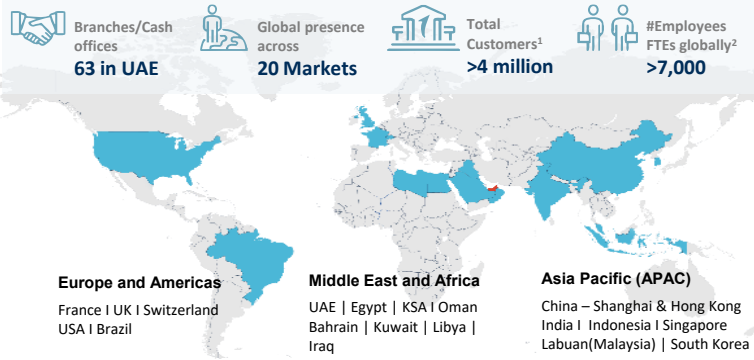 Branches/Cash
offices
63 in UAE
Global presence
across
20 Markets
Total
Customers1
>4 million
#Employees
FTEs globally2
>7,000
Europe and Americas
France I UK I Switzerland
USA I Brazil
Middle East and Africa
UAE | Egypt | KSA I Oman
Bahrain | Kuwait | Libya |
Iraq
Asia Pacific (APAC)
China – Shanghai & Hong Kong
India I Indonesia I Singapore
Labuan(Malaysia) | South Korea